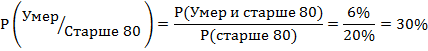 P(Умер/Старше 80) = P(Умер и старше 80)/P(старше 80) = 6%/20% = 30%